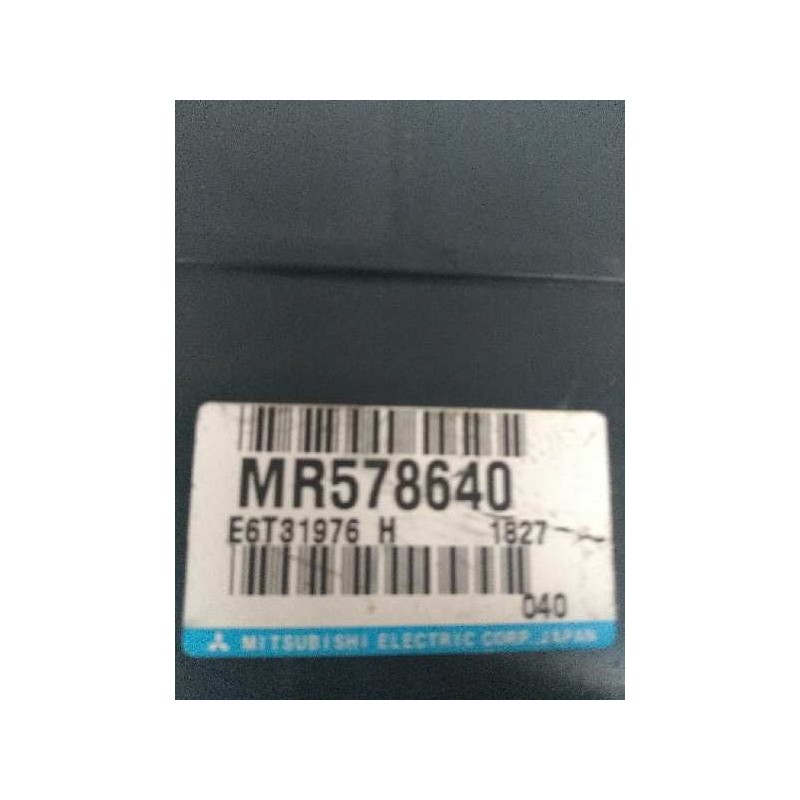 MR578640
E6T31976 H 1827
040
MITSUBISHI ELECTRIC CORP. JAPAN